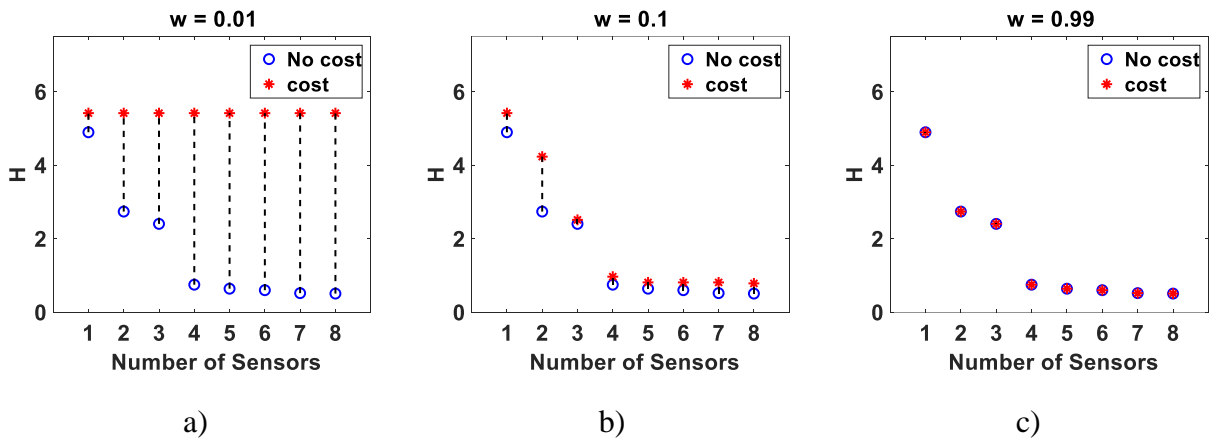 w = 0.01
No cost
cost
H
6
4
2
0
1 2 3 4 5 6 7 8
Number of Sensors
a)
w = 0.1
No cost
cost
H
6
4
2
0
1 2 3 4 5 6 7 8
Number of Sensors
b)
w = 0.99
No cost
cost
H
6
4
2
0
1 2 3 4 5 6 7 8
Number of Sensors
c)